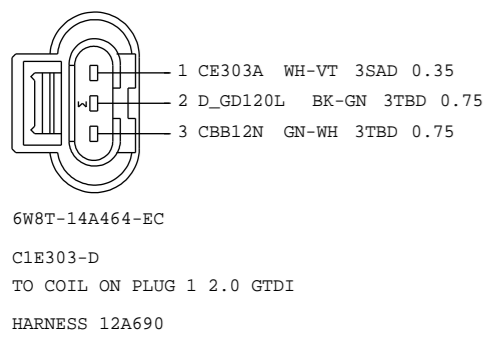 1 CE303A WH-VT 3SAD 0.35
2 D_GD120L BK-GN 3TBD 0.75
3 CBB12N GN-WH 3TBD 0.75
6W8T-14A464-EC
C1E303-D
TO COIL ON PLUG 1 2.0 GTDI
HARNESS 12A690